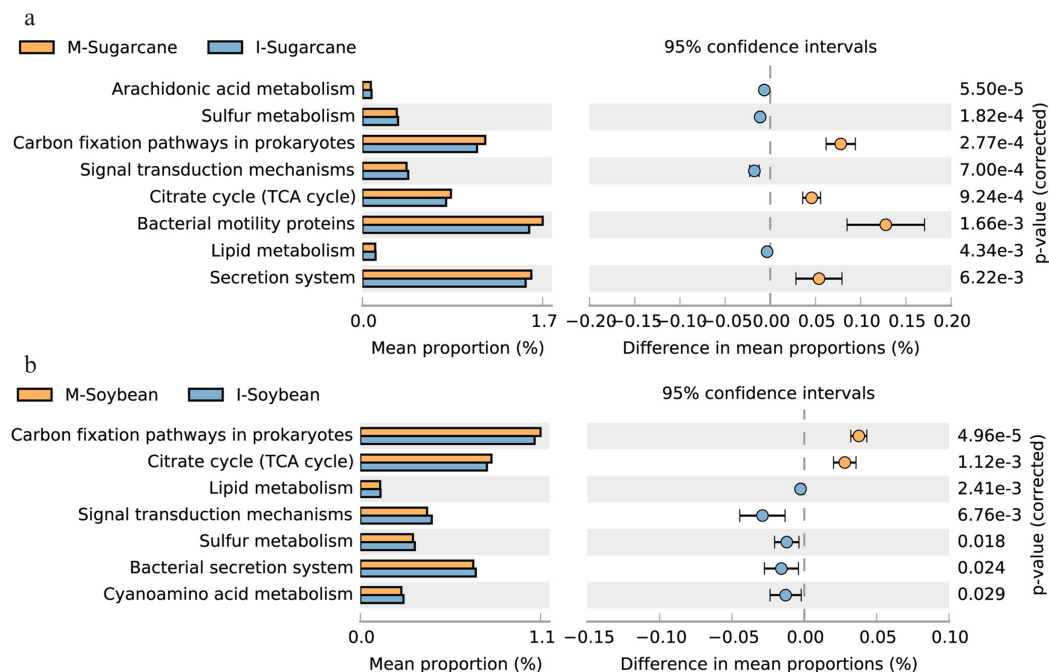 a
M-Sugarcane I-Sugarcane 95% confidence intervals
Arachidonic acid metabolism 5.50e-5
Sulfur metabolism 1.82e-4
Carbon fixation pathways in prokaryotes 2.77e-4
Signal transduction mechanisms 7.00e-4
Citrate cycle (TCA cycle) 9.24e-4
Bacterial motility proteins 1.66e-3
Lipid metabolism 4.34e-3
Secretion system 6.22e-3
p-value (corrected)
0.0 1.7 −0.20 −0.15 −0.10 −0.05 0.00 0.05 0.10 0.15 0.20
Mean proportion (%) Difference in mean proportions (%)
b
M-Soybean I-Soybean 95% confidence intervals
Carbon fixation pathways in prokaryotes 4.96e-5
Citrate cycle (TCA cycle) 1.12e-3
Lipid metabolism 2.41e-3
Signal transduction mechanisms 6.76e-3
Sulfur metabolism 0.018
Bacterial secretion system 0.024
Cyanoamino acid metabolism 0.029
p-value (corrected)
0.0 1.1 −0.15 −0.10 −0.05 0.00 0.05 0.10
Mean proportion (%) Difference in mean proportions (%)